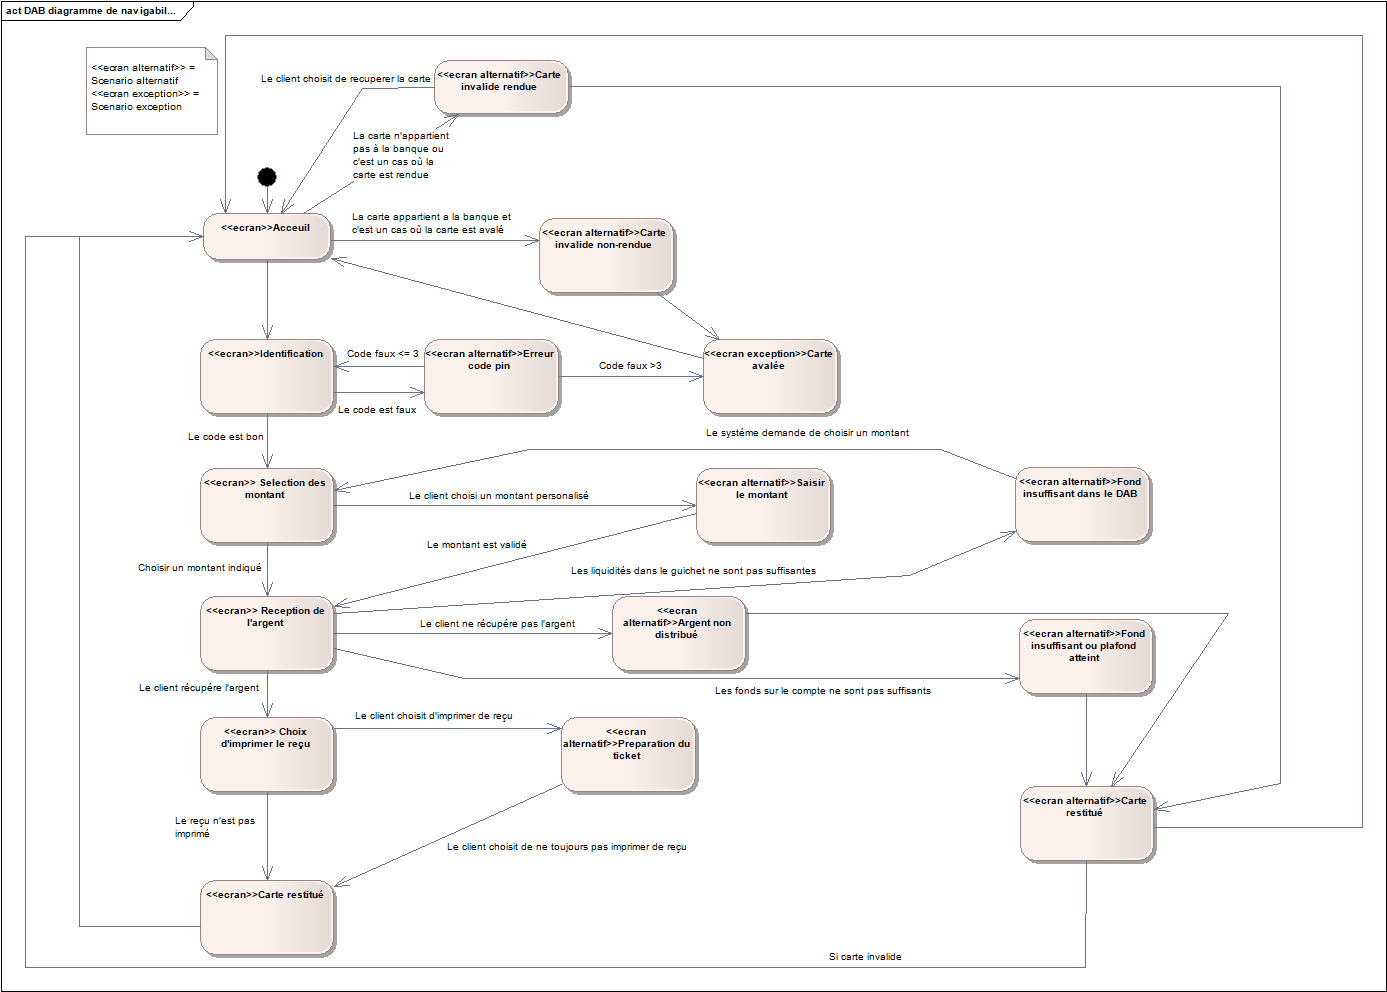 act DAB diagramme de navigabil...
<<ecran alternatif>> =
Scenario alternatif
<<ecran exception>> =
Scenario exception
Le client choisit de recuperer la carte
<<ecran alternatif>>Carte
invalide rendue
La carte n'appartient
pas à la banque ou
c'est un cas où la
carte est rendue
<<ecran>>Acceuil
La carte appartient a la banque et
c'est un cas où la carte est avalé
<<ecran alternatif>>Carte
invalide non-rendue
<<ecran>>Identification
Code faux <= 3
<<ecran alternatif>>Erreur
code pin
Code faux >3
<<ecran exception>>Carte
avalée
Le code est faux
Le code est bon
Le systéme demande de choisir un montant
<<ecran>> Selection des
montant
Le client choisi un montant personalisé
<<ecran alternatif>>Saisir
le montant
<<ecran alternatif>>Fond
insuffisant dans le DAB
Le montant est validé
Choisir un montant indiqué
Les liquidités dans le guichet ne sont pas suffisantes
<<ecran>> Reception de
l'argent
Le client ne récupére pas l'argent
<<ecran
alternatif>>Argent non
distribué
<<ecran alternatif>>Fond
insuffisant ou plafond
atteint
Le client récupére l'argent
Les fonds sur le compte ne sont pas suffisants
<<ecran>> Choix
d'imprimer le reçu
Le client choisit d'imprimer de reçu
<<ecran
alternatif>>Preparation du
ticket
<<ecran alternatif>>Carte
restitué
Le reçu n'est pas
imprimé
Le client choisit de ne toujours pas imprimer de reçu
<<ecran>>Carte restitué
Si carte invalide